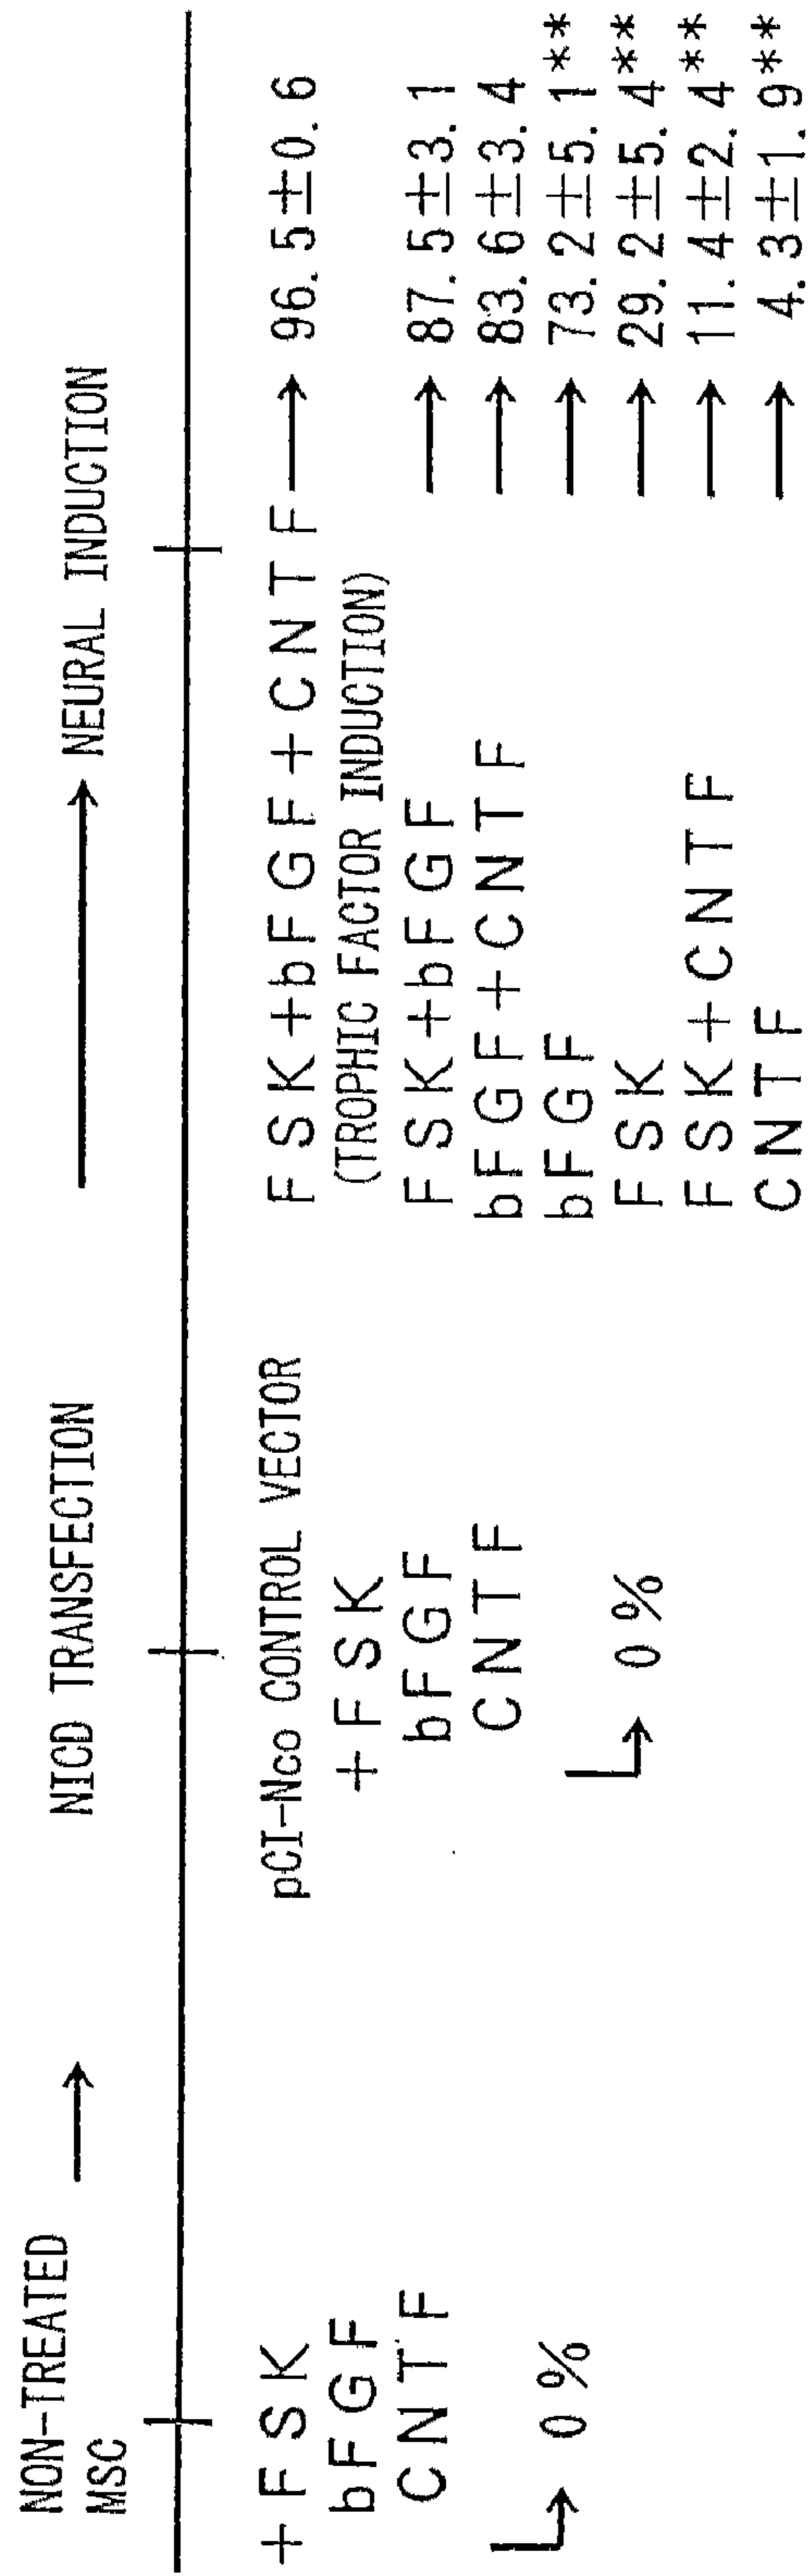 NON-TREATED
MSC
→
NICD TRANSFECTION
→ NEURAL INDUCTION
+FSK
bFGF
CNTF
0%
pCI-Nco CONTROL VECTOR
+FSK
bFGF
CNTF
0%
FSK+bFGF+CNTF → 96.5±0.6
(TROPHIC FACTOR INDUCTION)
FSK+bFGF → 87.5±3.1
bFGF+CNTF → 83.6±3.4
bFGF → 73.2±5.1**
FSK → 29.2±5.4**
FSK+CNTF → 11.4±2.4**
CNTF → 4.3±1.9**